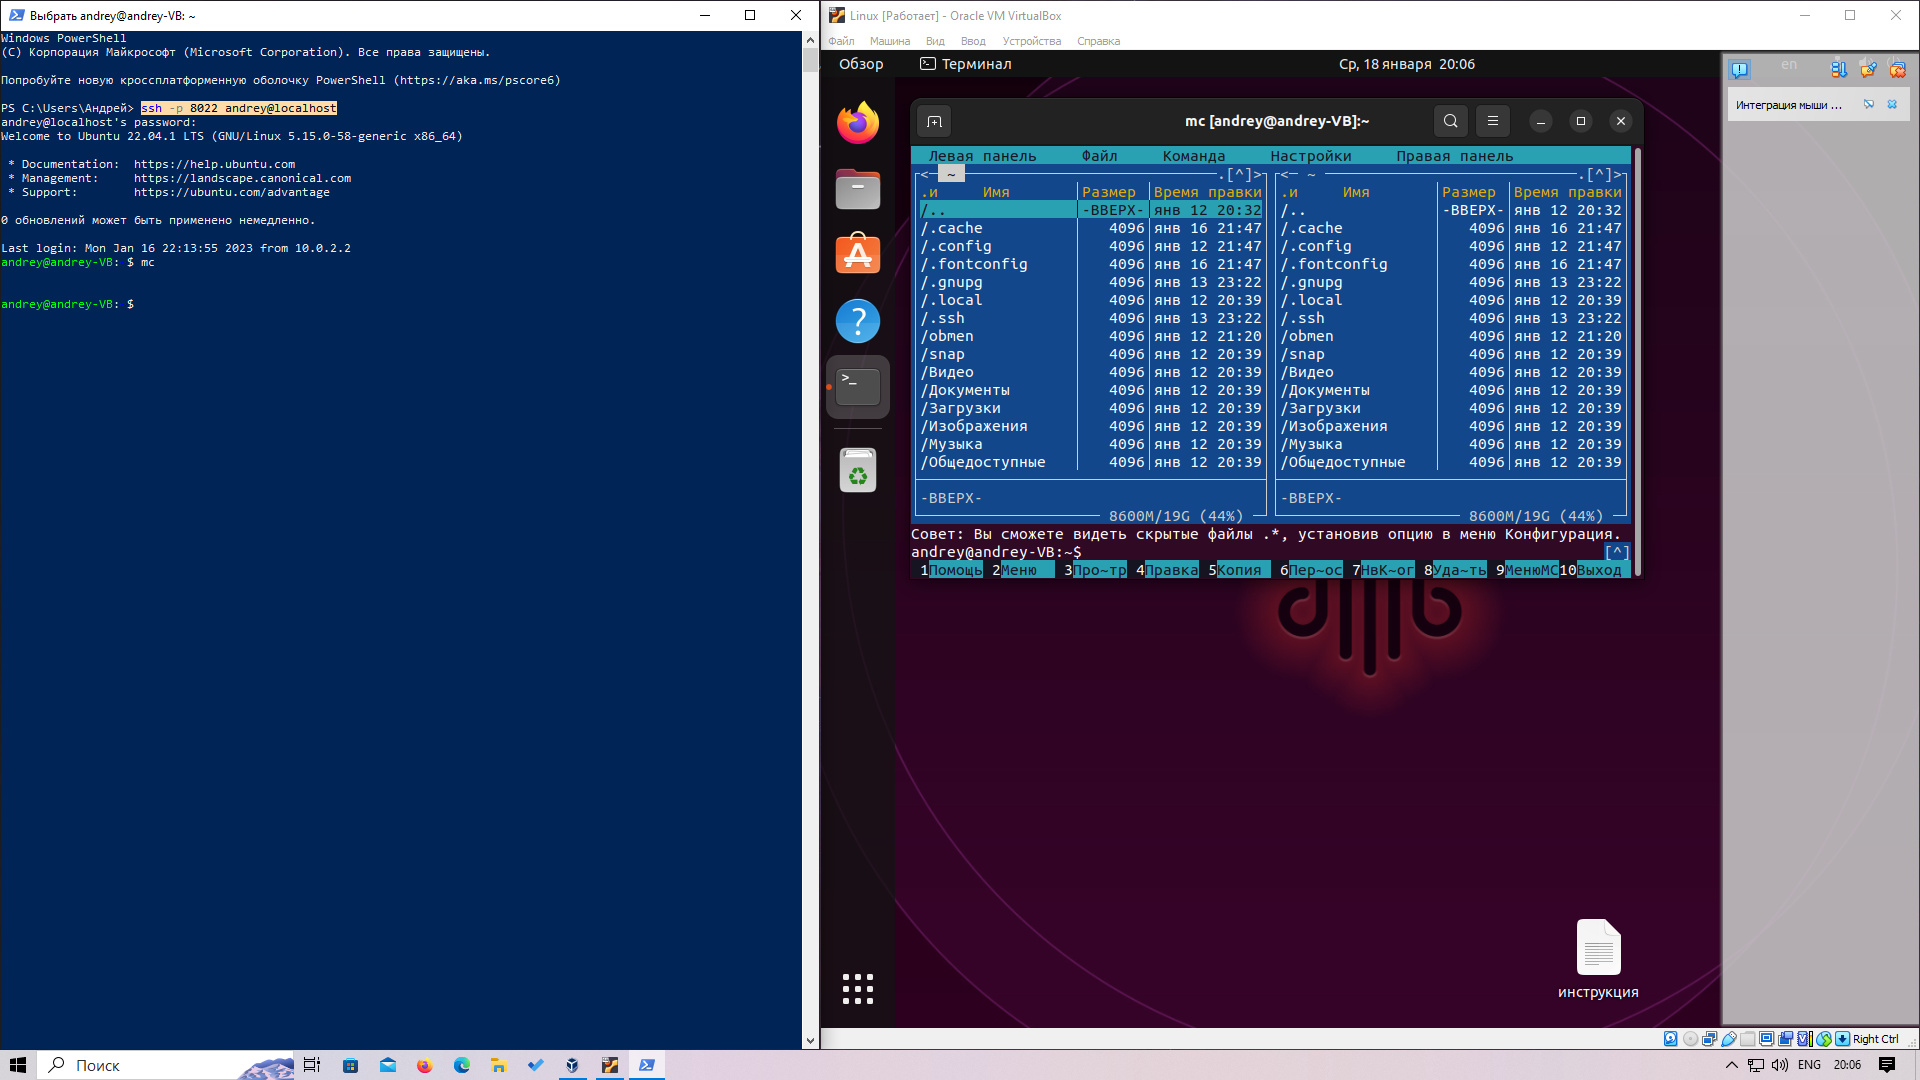 Выбрать andrey@andrey-VB: ~
Windows PowerShell
(C) Корпорация Майкрософт (Microsoft Corporation). Все права защищены.
Попробуйте новую кроссплатформенную оболочку PowerShell (https://aka.ms/pscore6)
PS C:\Users\Андрей> ssh -p 8022 andrey@localhost
andrey@localhost's password:
Welcome to Ubuntu 22.04.1 LTS (GNU/Linux 5.15.0-58-generic x86_64)
* Documentation: https://help.ubuntu.com
* Management: https://landscape.canonical.com
* Support: https://ubuntu.com/advantage
0 обновлений может быть применено немедленно.
Last login: Mon Jan 16 22:13:55 2023 from 10.0.2.2
andrey@andrey-VB: $ mc
andrey@andrey-VB: $
Linux [Работает] - Oracle VM VirtualBox
Файл Машина Вид Ввод Устройства Справка
Обзор Терминал Ср, 18 января 20:06 en
Интеграция мыши ...
mc [andrey@andrey-VB]:~
Левая панель Файл Команда Настройки Правая панель
<─ ~ .[^]> <─ ~ .[^]>
.и Имя Размер Время правки .и Имя Размер Время правки
/.. -ВВЕРХ- янв 12 20:32 /.. -ВВЕРХ- янв 12 20:32
/.cache 4096 янв 16 21:47 /.cache 4096 янв 16 21:47
/.config 4096 янв 12 21:47 /.config 4096 янв 12 21:47
/.fontconfig 4096 янв 16 21:47 /.fontconfig 4096 янв 16 21:47
/.gnupg 4096 янв 13 23:22 /.gnupg 4096 янв 13 23:22
/.local 4096 янв 12 20:39 /.local 4096 янв 12 20:39
/.ssh 4096 янв 13 23:22 /.ssh 4096 янв 13 23:22
/obmen 4096 янв 12 21:20 /obmen 4096 янв 12 21:20
/snap 4096 янв 12 20:39 /snap 4096 янв 12 20:39
/Видео 4096 янв 12 20:39 /Видео 4096 янв 12 20:39
/Документы 4096 янв 12 20:39 /Документы 4096 янв 12 20:39
/Загрузки 4096 янв 12 20:39 /Загрузки 4096 янв 12 20:39
/Изображения 4096 янв 12 20:39 /Изображения 4096 янв 12 20:39
/Музыка 4096 янв 12 20:39 /Музыка 4096 янв 12 20:39
/Общедоступные 4096 янв 12 20:39 /Общедоступные 4096 янв 12 20:39
-ВВЕРХ- -ВВЕРХ-
8600M/19G (44%) 8600M/19G (44%)
Совет: Вы сможете видеть скрытые файлы .*, установив опцию в меню Конфигурация.
andrey@andrey-VB:~$ [^]
1Помощь 2Меню 3Про~тр 4Правка 5Копия 6Пер~ос 7НвК~ог 8Уда~ть 9МенюМС 10Выход
инструкция
Right Ctrl
Поиск ENG 20:06